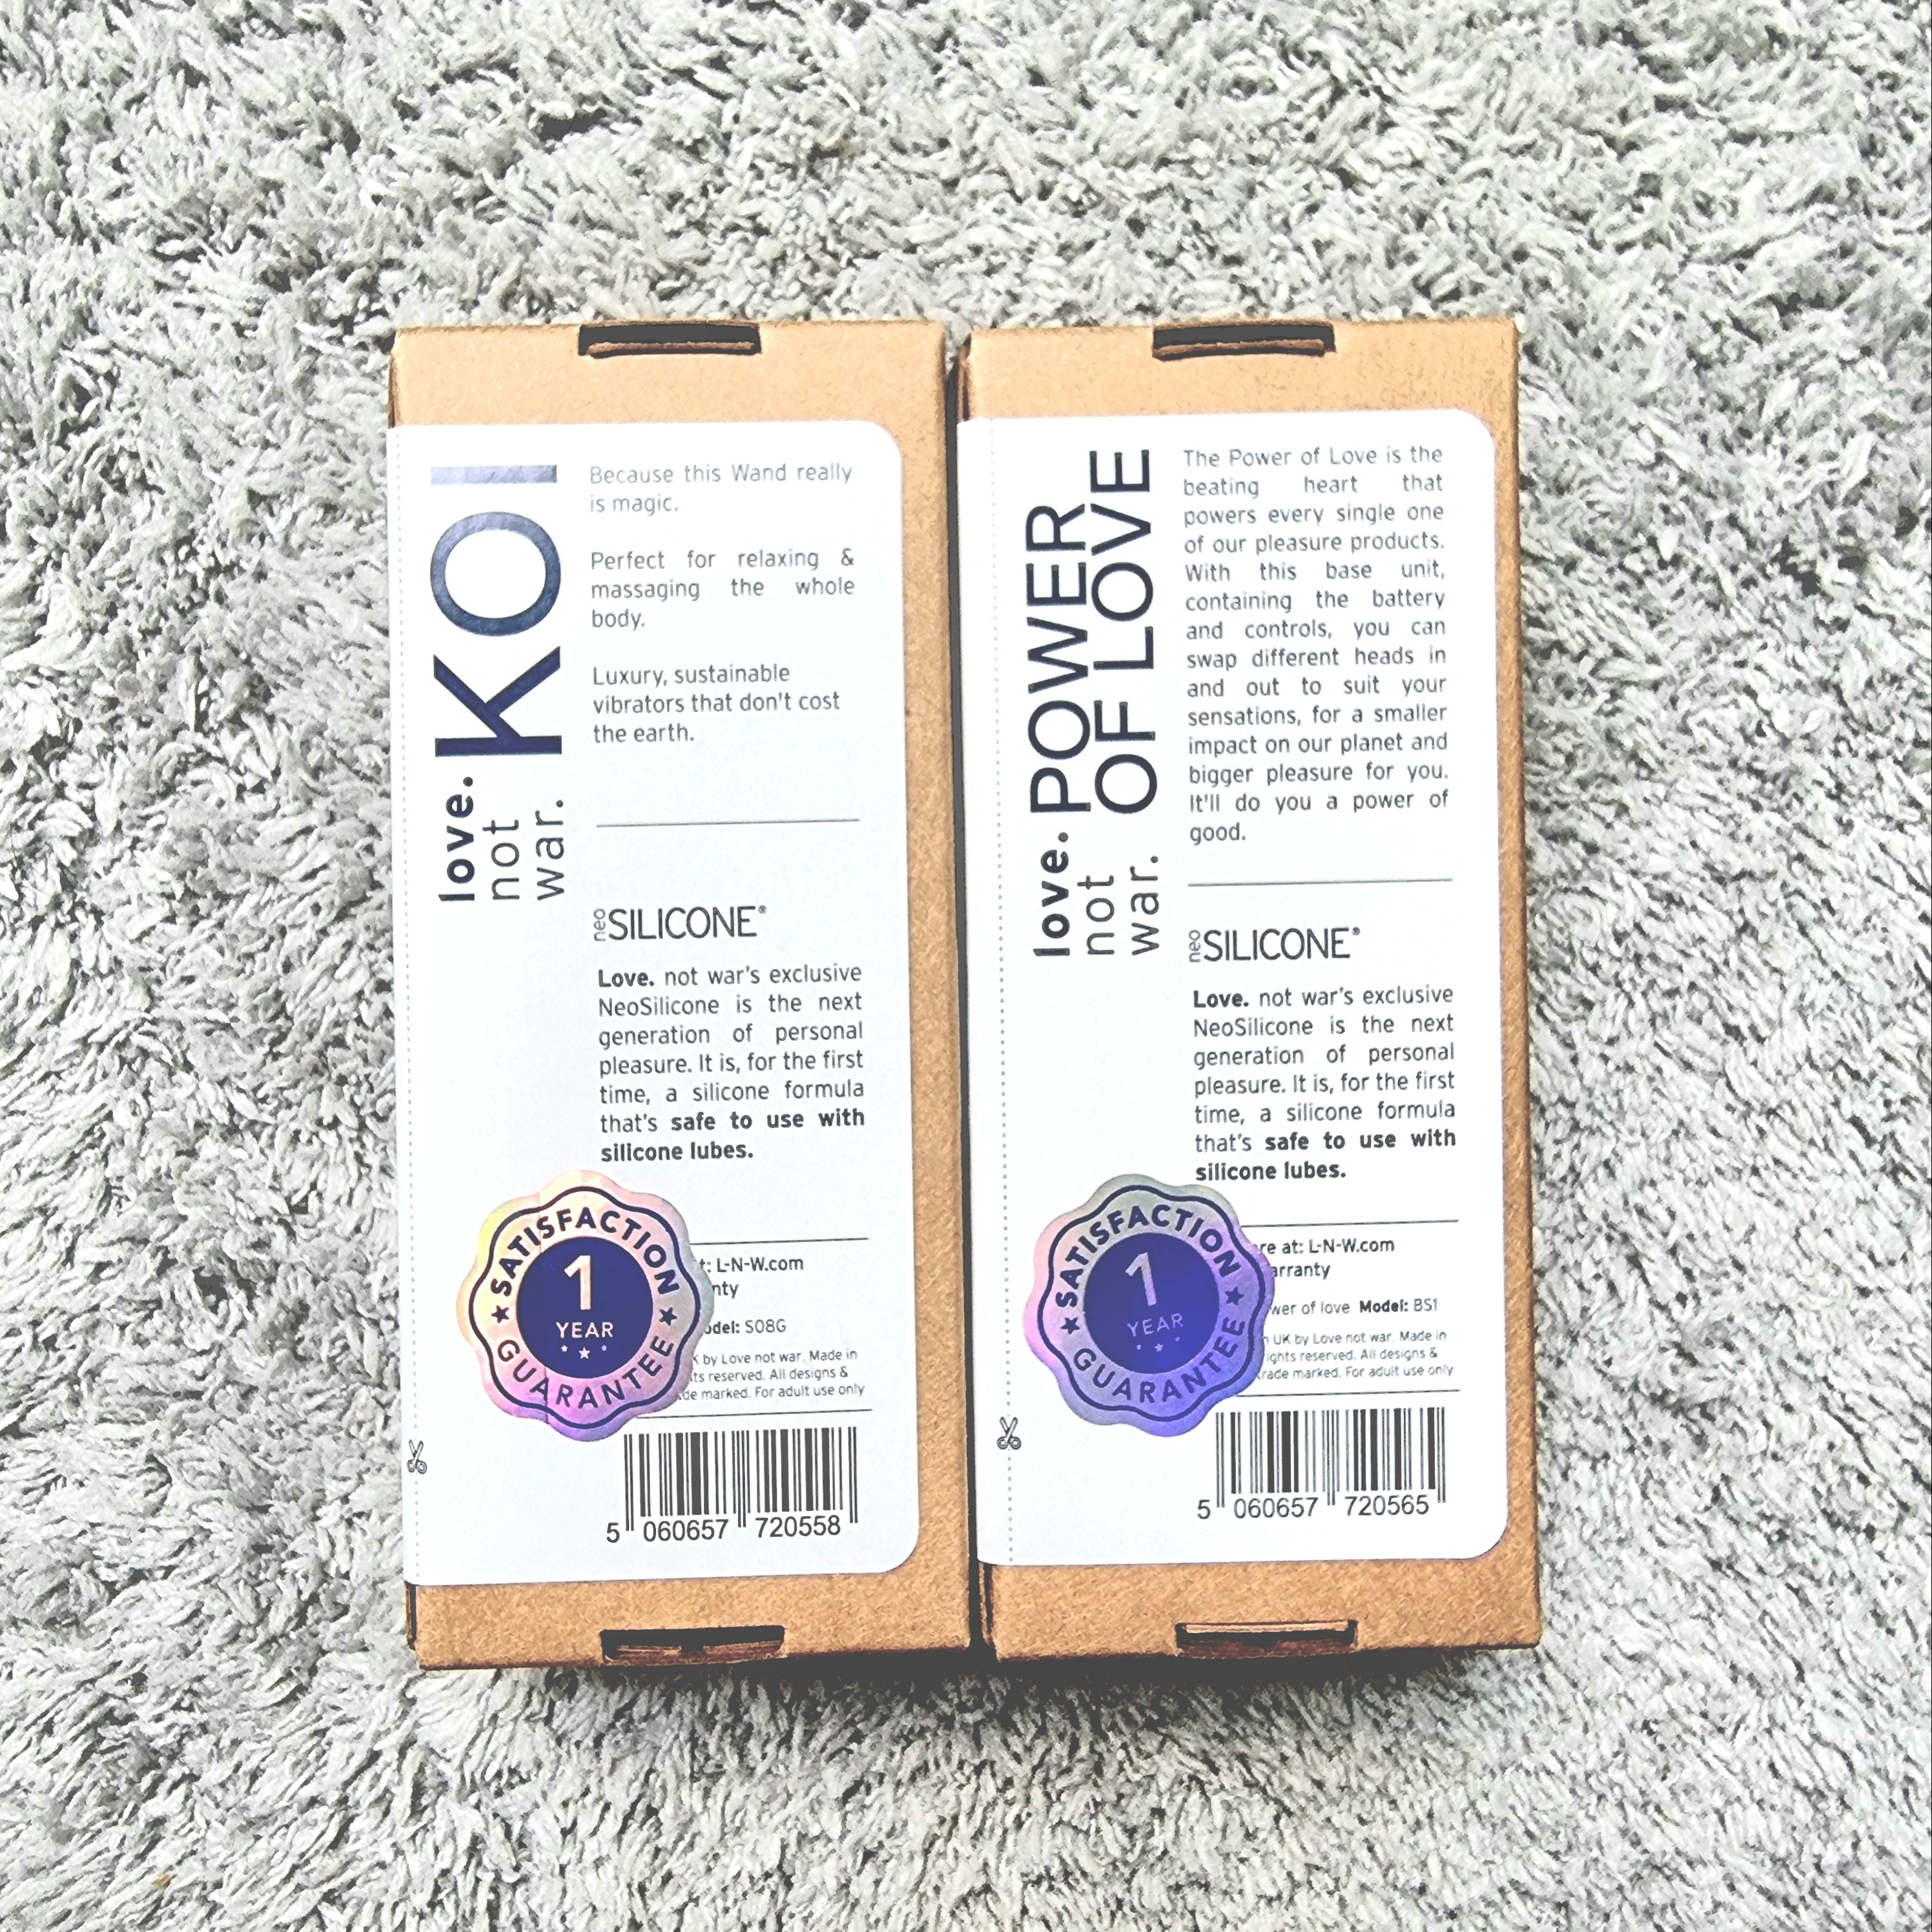 love.
not
war.
KOI
Because this Wand really
is magic.
Perfect for relaxing &
massaging the whole
body.
Luxury, sustainable
vibrators that don't cost
the earth.
neo SILICONE®
Love. not war's exclusive
NeoSilicone is the next
generation of personal
pleasure. It is, for the first
time, a silicone formula
that's safe to use with
silicone lubes.
SATISFACTION
1
YEAR
GUARANTEE
L-N-W.com
S08G
by Love not war. Made in
reserved. All designs &
marked. For adult use only
5 060657 720558
love.
not
war.
POWER
OF LOVE
The Power of Love is the
beating heart that
powers every single one
of our pleasure products.
With this base unit,
containing the battery
and controls, you can
swap different heads in
and out to suit your
sensations, for a smaller
impact on our planet and
bigger pleasure for you.
It'll do you a power of
good.
neo SILICONE®
Love. not war's exclusive
NeoSilicone is the next
generation of personal
pleasure. It is, for the first
time, a silicone formula
that's safe to use with
silicone lubes.
SATISFACTION
1
YEAR
GUARANTEE
at: L-N-W.com
of love Model: BS1
UK by Love not war. Made in
reserved. All designs &
marked. For adult use only
5 060657 720565